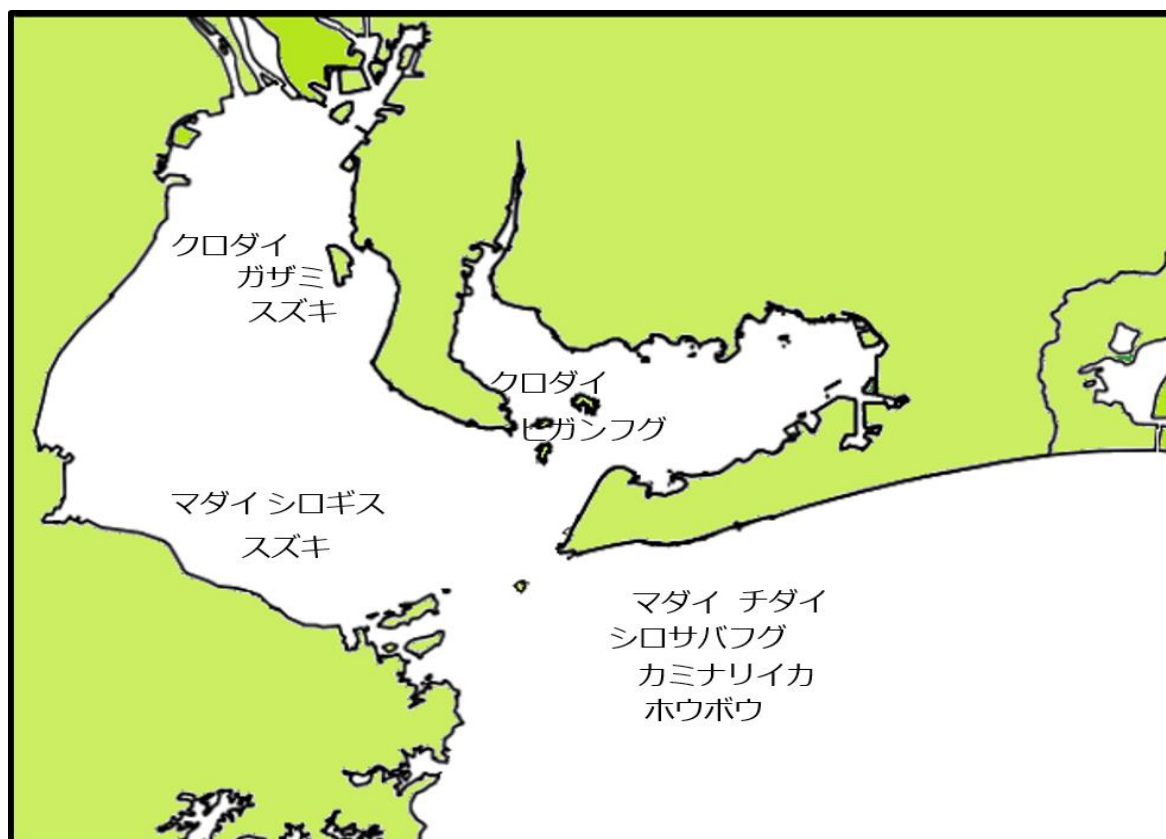 クロダイ
ガザミ
スズキ
クロダイ
ヒガンフグ
マダイ シロギス
スズキ
マダイ チダイ
シロサバフグ
カミナリイカ
ホウボウ